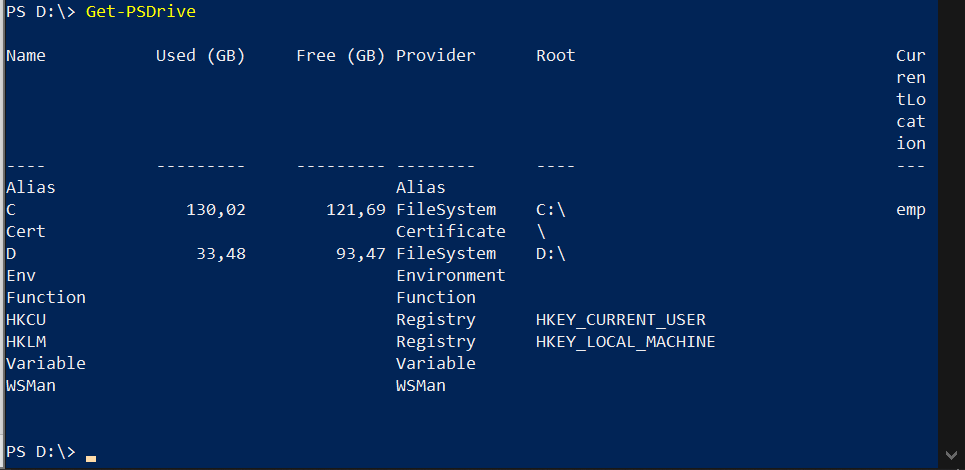 PS D:\> Get-PSDrive
Name Used (GB) Free (GB) Provider Root Cur
ren
tLo
cat
ion
---- --------- --------- -------- ---- ---
Alias Alias
C 130,02 121,69 FileSystem C:\ emp
Cert Certificate \
D 33,48 93,47 FileSystem D:\
Env Environment
Function Function
HKCU Registry HKEY_CURRENT_USER
HKLM Registry HKEY_LOCAL_MACHINE
Variable Variable
WSMan WSMan
PS D:\>